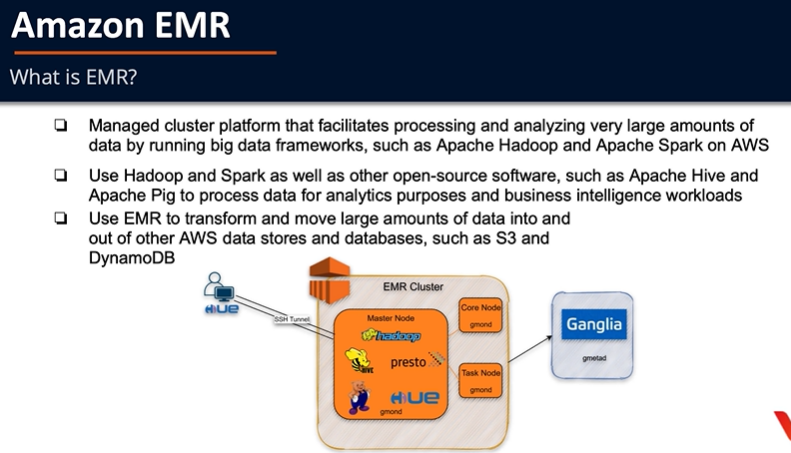 Amazon EMR
What is EMR?
❑ Managed cluster platform that facilitates processing and analyzing very large amounts of
data by running big data frameworks, such as Apache Hadoop and Apache Spark on AWS
❑ Use Hadoop and Spark as well as other open-source software, such as Apache Hive and
Apache Pig to process data for analytics purposes and business intelligence workloads
❑ Use EMR to transform and move large amounts of data into and
out of other AWS data stores and databases, such as S3 and
DynamoDB
HUE
SSH Tunnel
EMR Cluster
Master Node
hadoop
HIVE
presto
HUE
gmond
Core Node
gmond
Task Node
gmond
Ganglia
gmetad